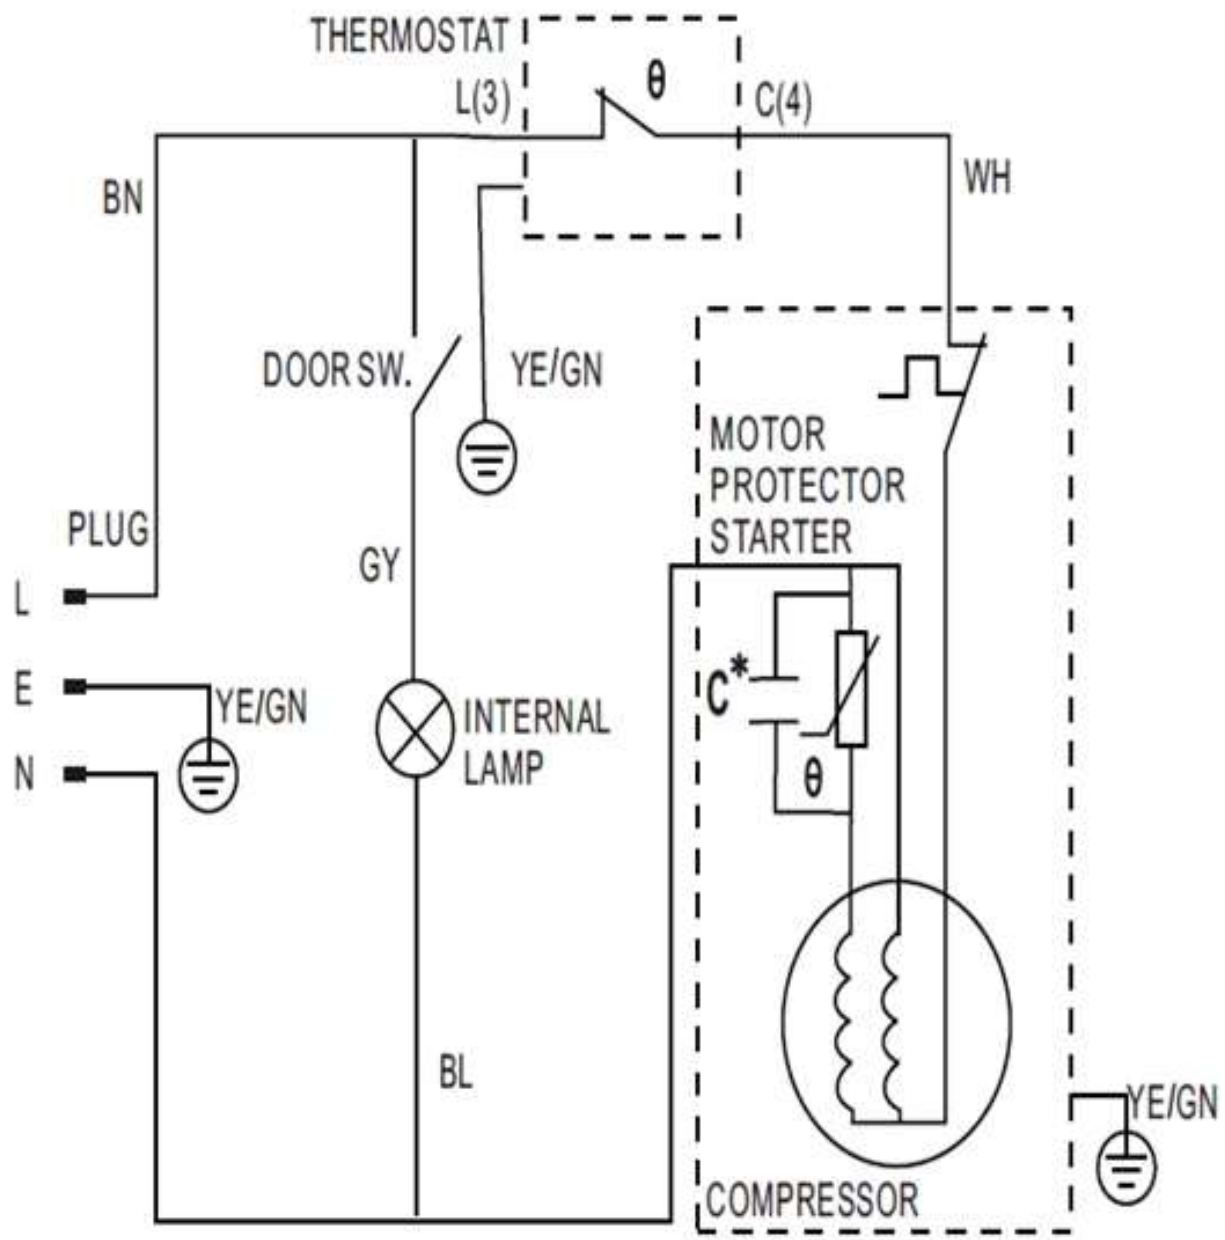 THERMOSTAT
θ
L(3)
C(4)
BN
WH
DOOR SW.
YE/GN
MOTOR
PROTECTOR
STARTER
PLUG
GY
L
E
YE/GN
C*
INTERNAL
LAMP
N
θ
BL
YE/GN
COMPRESSOR